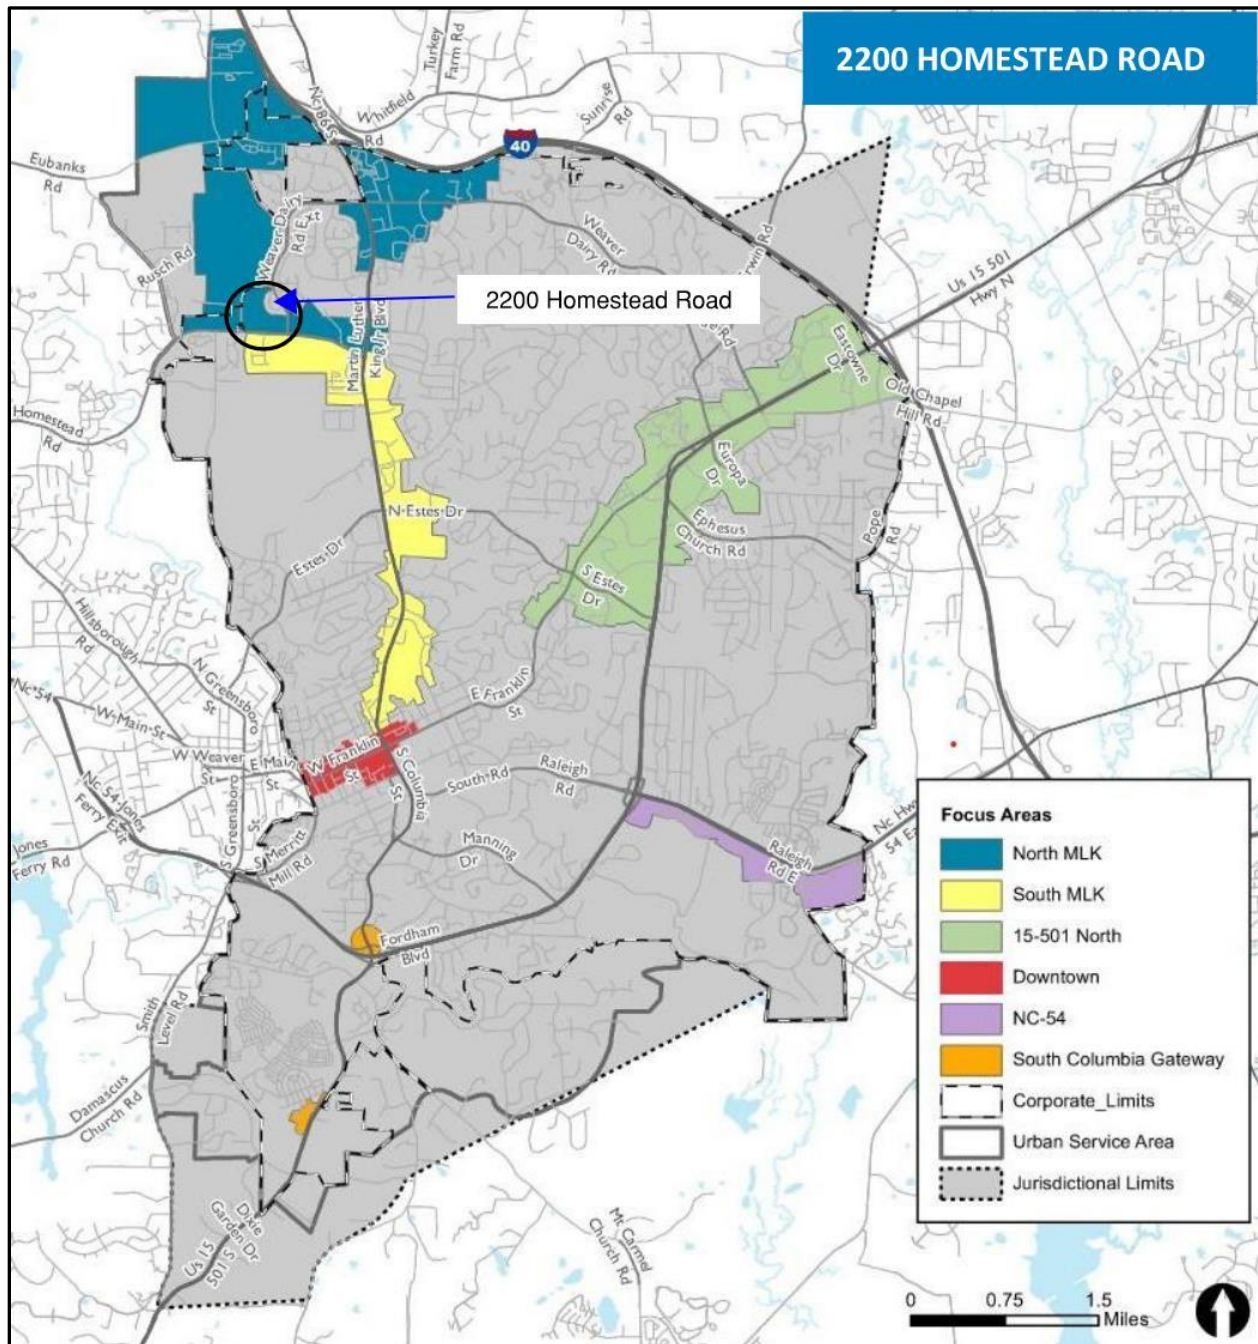 2200 HOMESTEAD ROAD
Turkey
Farm Rd
Nc 86 S
Whitfield
Rd
Sunrise
Rd
40
Eubanks
Rd
Weaver Dairy
Rd Ext
Weaver
Dairy Rd
Erwin Rd
Us 15 501
Hwy N
Rusch Rd
2200 Homestead Road
Martin Luther
King Jr Blvd
Eastowne
Dr
Old Chapel
Hill Rd
Homestead
Rd
Europa
Dr
N Estes Dr
Ephesus
Church Rd
Pope
Rd
Estes Dr
S Estes
Dr
Hillsborough
Rd
N Greensboro
St
Nc 54
W Main St
E Franklin
St
W Weaver
St
E Main
St
W Franklin
St
S Columbia
St
South Rd
Raleigh
Rd
Nc 54 Jones
Ferry Ext
S Greensboro
St
Jones
Ferry Rd
S Merritt
Mill Rd
Manning
Dr
Raleigh
Rd E
Nc Hwy
54 Ea
Fordham
Blvd
Smith
Level Rd
Damascus
Church Rd
Dixie
Garden Dr
Us 15
501 S
Mt Carmel
Church Rd
Focus Areas
North MLK
South MLK
15-501 North
Downtown
NC-54
South Columbia Gateway
Corporate_Limits
Urban Service Area
Jurisdictional Limits
0 0.75 1.5
Miles